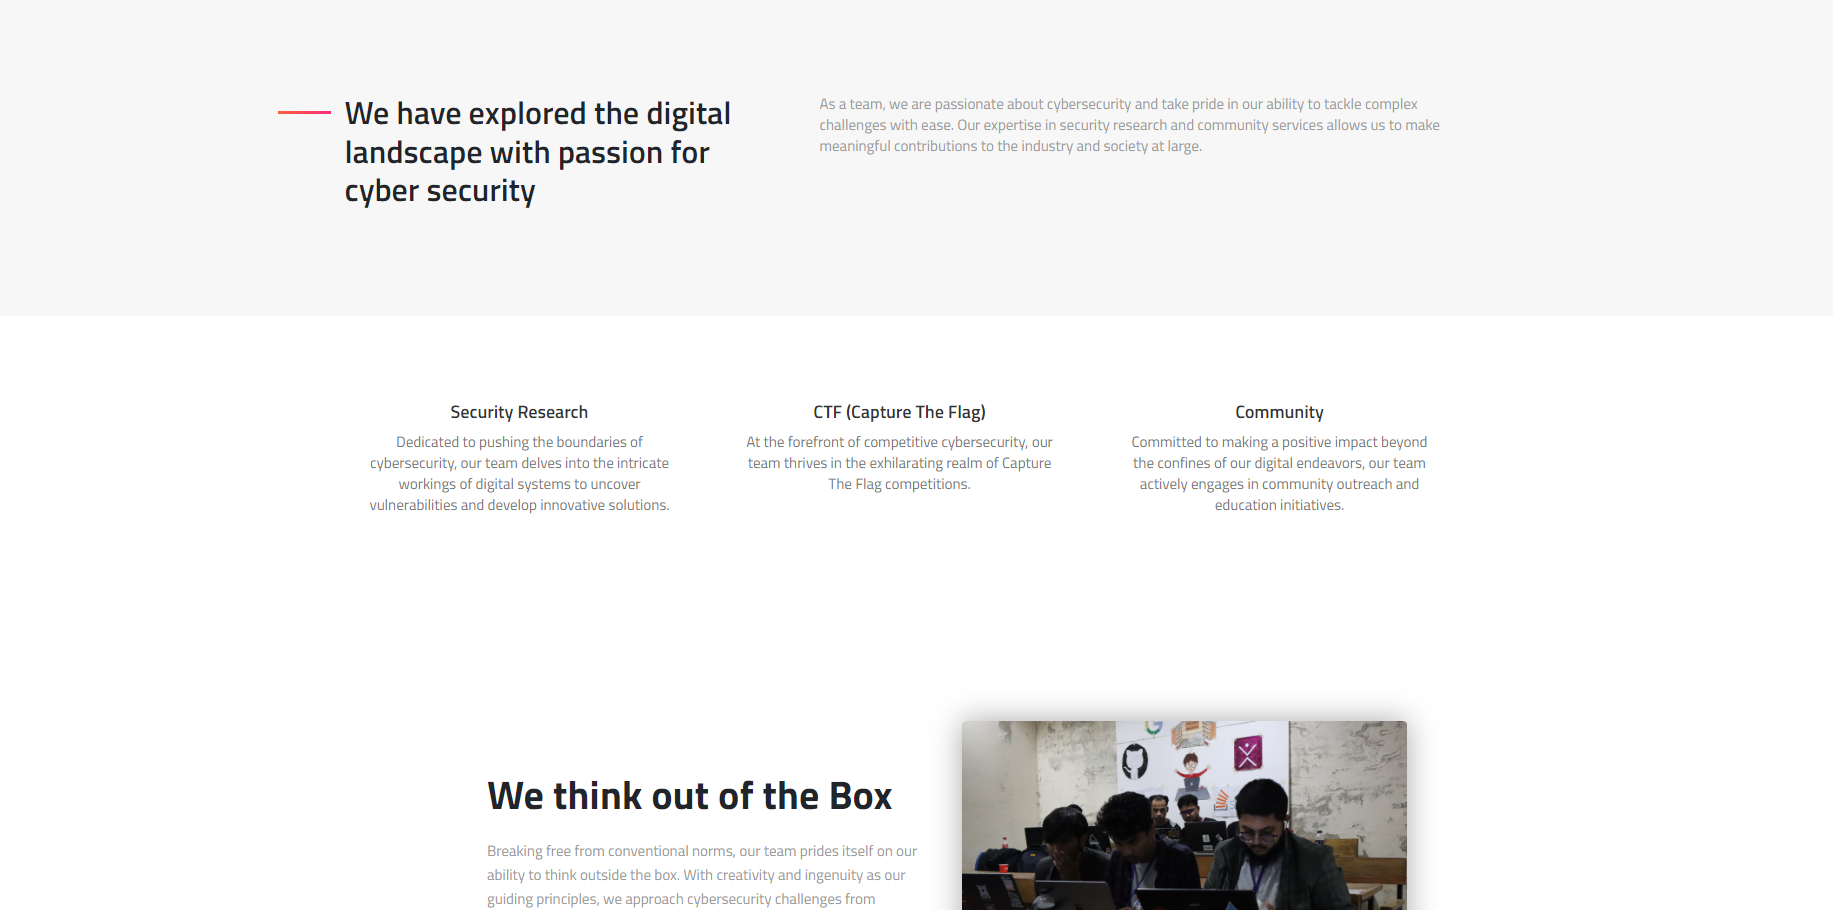 We have explored the digital
landscape with passion for
cyber security
As a team, we are passionate about cybersecurity and take pride in our ability to tackle complex
challenges with ease. Our expertise in security research and community services allows us to make
meaningful contributions to the industry and society at large.
Security Research
Dedicated to pushing the boundaries of
cybersecurity, our team delves into the intricate
workings of digital systems to uncover
vulnerabilities and develop innovative solutions.
CTF (Capture The Flag)
At the forefront of competitive cybersecurity, our
team thrives in the exhilarating realm of Capture
The Flag competitions.
Community
Committed to making a positive impact beyond
the confines of our digital endeavors, our team
actively engages in community outreach and
education initiatives.
We think out of the Box
Breaking free from conventional norms, our team prides itself on our
ability to think outside the box. With creativity and ingenuity as our
guiding principles, we approach cybersecurity challenges from